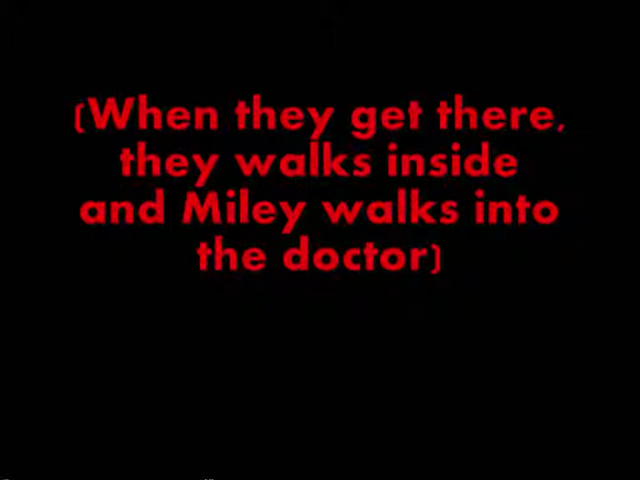 (When they get there,
they walks inside
and Miley walks into
the doctor)